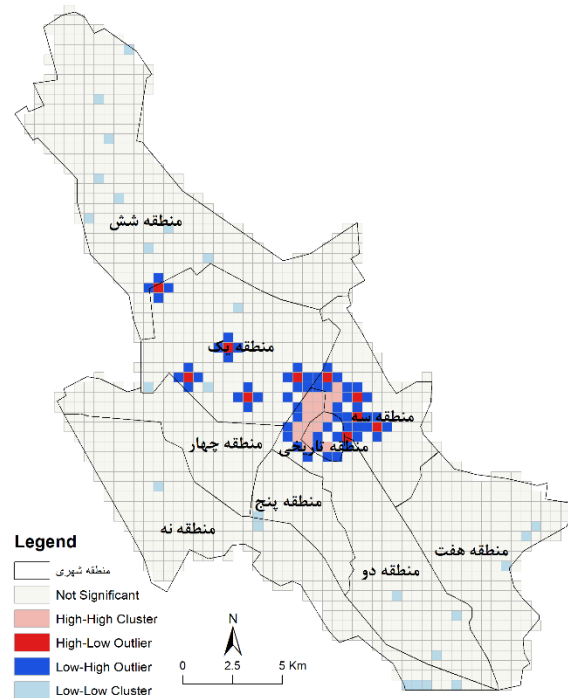 منطقه شش
منطقه یک
منطقه سه
منطقه چهار
منطقه تاریخی
منطقه پنج
منطقه نه
منطقه هفت
منطقه دو
Legend
منطقه شهری
Not Significant
High-High Cluster
High-Low Outlier
Low-High Outlier
Low-Low Cluster
N
0 2.5 5 Km